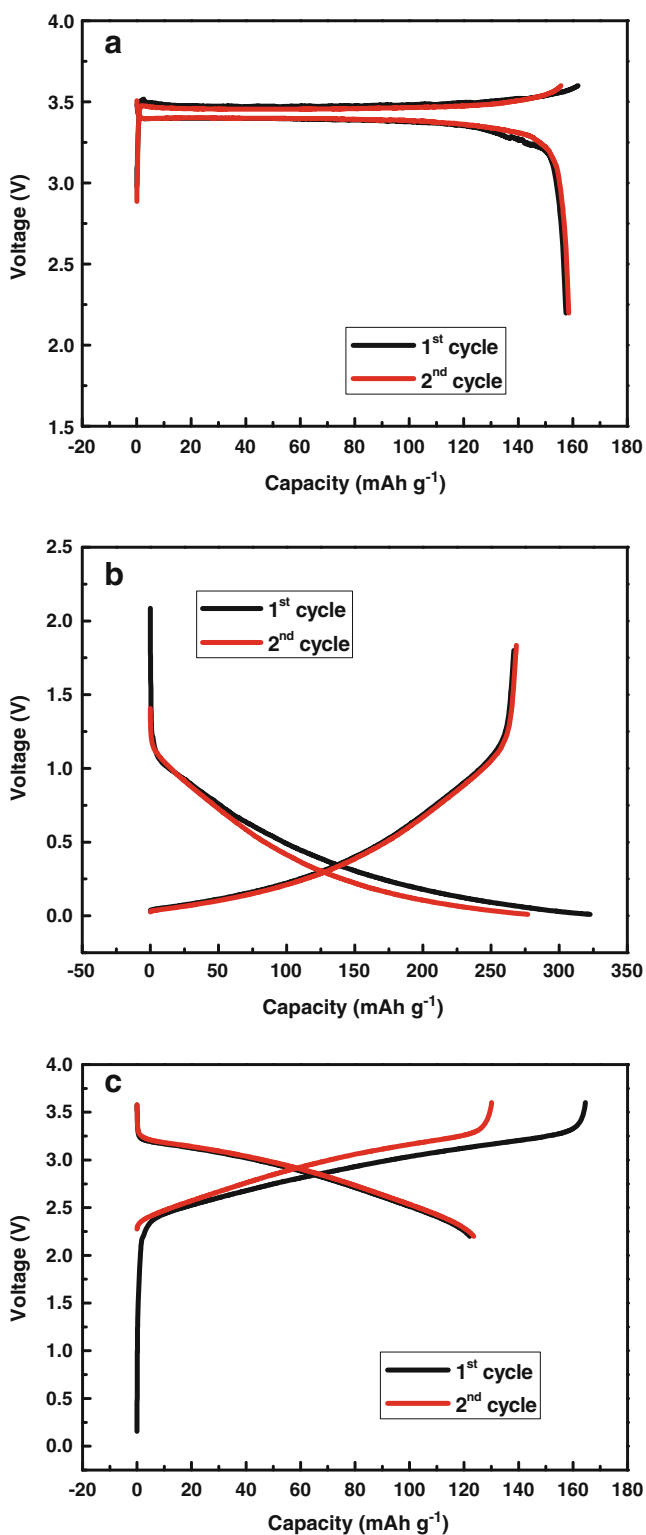 a
4.0
3.5
3.0
2.5
2.0
1.5
Voltage (V)
1st cycle
2nd cycle
-20 0 20 40 60 80 100 120 140 160 180
Capacity (mAh g-1)
b
2.5
2.0
1.5
1.0
0.5
0.0
Voltage (V)
1st cycle
2nd cycle
-50 0 50 100 150 200 250 300 350
Capacity (mAh g-1)
c
4.0
3.5
3.0
2.5
2.0
1.5
1.0
0.5
0.0
Voltage (V)
1st cycle
2nd cycle
-20 0 20 40 60 80 100 120 140 160 180
Capacity (mAh g-1)